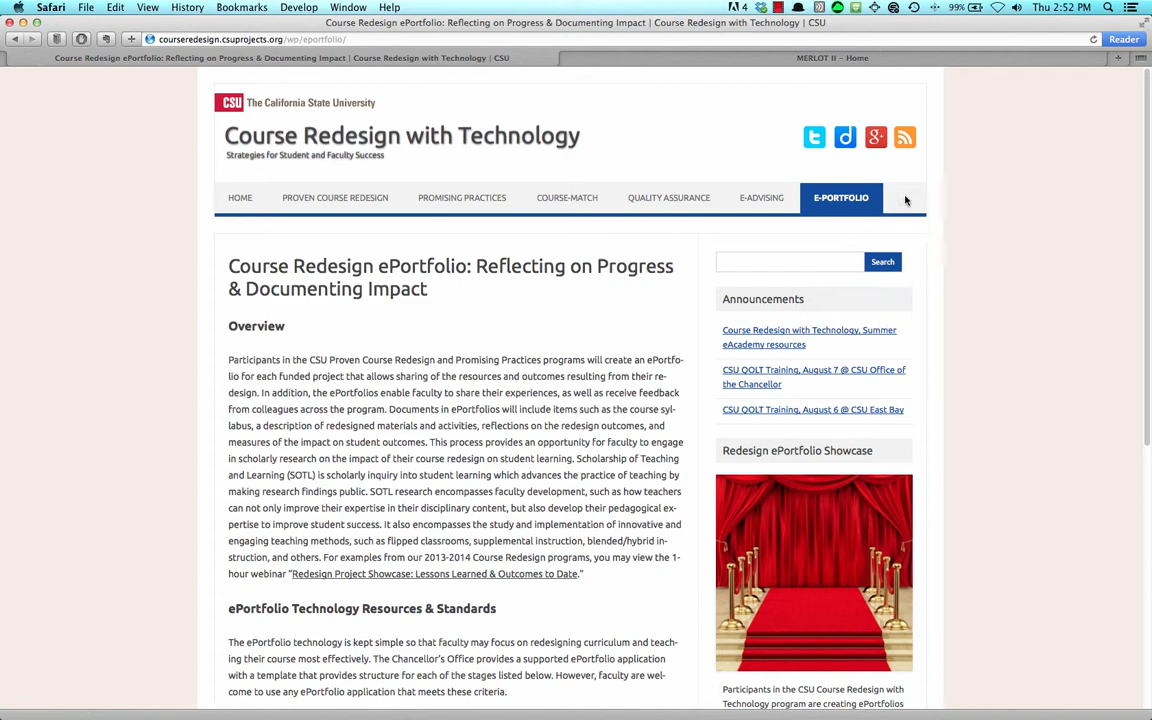 Safari File Edit View History Bookmarks Develop Window Help 4 99% Thu 2:52 PM
Course Redesign ePortfolio: Reflecting on Progress & Documenting Impact | Course Redesign with Technology | CSU
courseredesign.csuprojects.org/wp/eportfolio/ Reader
Course Redesign ePortfolio: Reflecting on Progress & Documenting Impact | Course Redesign with Technology | CSU MERLOT II - Home
CSU The California State University
Course Redesign with Technology
Strategies for Student and Faculty Success
HOME PROVEN COURSE REDESIGN PROMISING PRACTICES COURSE-MATCH QUALITY ASSURANCE E-ADVISING E-PORTFOLIO
Course Redesign ePortfolio: Reflecting on Progress
& Documenting Impact
Overview
Participants in the CSU Proven Course Redesign and Promising Practices programs will create an ePortfo-
lio for each funded project that allows sharing of the resources and outcomes resulting from their re-
design. In addition, the ePortfolios enable faculty to share their experiences, as well as receive feedback
from colleagues across the program. Documents in ePortfolios will include items such as the course syl-
labus, a description of redesigned materials and activities, reflections on the redesign outcomes, and
measures of the impact on student outcomes. This process provides an opportunity for faculty to engage
in scholarly research on the impact of their course redesign on student learning. Scholarship of Teaching
and Learning (SOTL) is scholarly inquiry into student learning which advances the practice of teaching by
making research findings public. SOTL research encompasses faculty development, such as how teachers
can not only improve their expertise in their disciplinary content, but also develop their pedagogical ex-
pertise to improve student success. It also encompasses the study and implementation of innovative and
engaging teaching methods, such as flipped classrooms, supplemental instruction, blended/hybrid in-
struction, and others. For examples from our 2013-2014 Course Redesign programs, you may view the 1-
hour webinar "Redesign Project Showcase: Lessons Learned & Outcomes to Date."
ePortfolio Technology Resources & Standards
The ePortfolio technology is kept simple so that faculty may focus on redesigning curriculum and teach-
ing their course most effectively. The Chancellor's Office provides a supported ePortfolio application
with a template that provides structure for each of the stages listed below. However, faculty are wel-
come to use any ePortfolio application that meets these criteria.
Search
Announcements
Course Redesign with Technology, Summer
eAcademy resources
CSU QOLT Training, August 7 @ CSU Office of
the Chancellor
CSU QOLT Training, August 6 @ CSU East Bay
Redesign ePortfolio Showcase
Participants in the CSU Course Redesign with
Technology program are creating ePortfolios